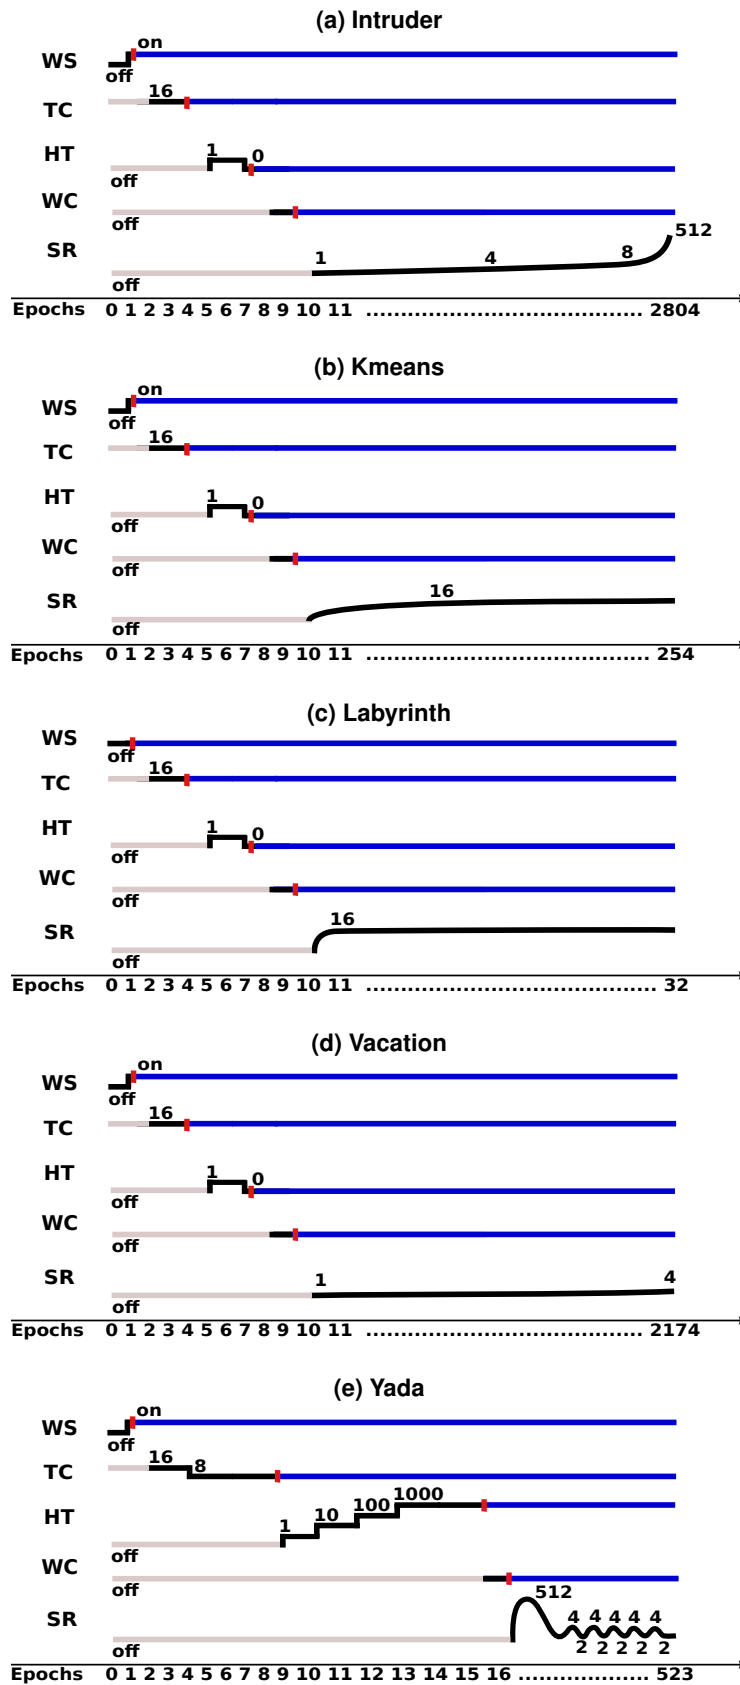 (a) Intruder
WS on
off
TC 16
HT 1 0
off
WC
off
SR 1 4 8 512
off
Epochs 0 1 2 3 4 5 6 7 8 9 10 11 ........................................ 2804
(b) Kmeans
WS on
off
TC 16
HT 1 0
off
WC
off
SR 16
off
Epochs 0 1 2 3 4 5 6 7 8 9 10 11 ......................................... 254
(c) Labyrinth
WS
off
TC 16
HT 1 0
off
WC
off
SR 16
off
Epochs 0 1 2 3 4 5 6 7 8 9 10 11 .......................................... 32
(d) Vacation
WS on
off
TC 16
HT 1 0
off
WC
off
SR 1 4
off
Epochs 0 1 2 3 4 5 6 7 8 9 10 11 ........................................ 2174
(e) Yada
WS on
off
TC 16 8
HT 1 10 100 1000
off
WC
off
SR 512 4 4 4 4 4
off 2 2 2 2 2
Epochs 0 1 2 3 4 5 6 7 8 9 10 11 12 13 14 15 16 ................... 523